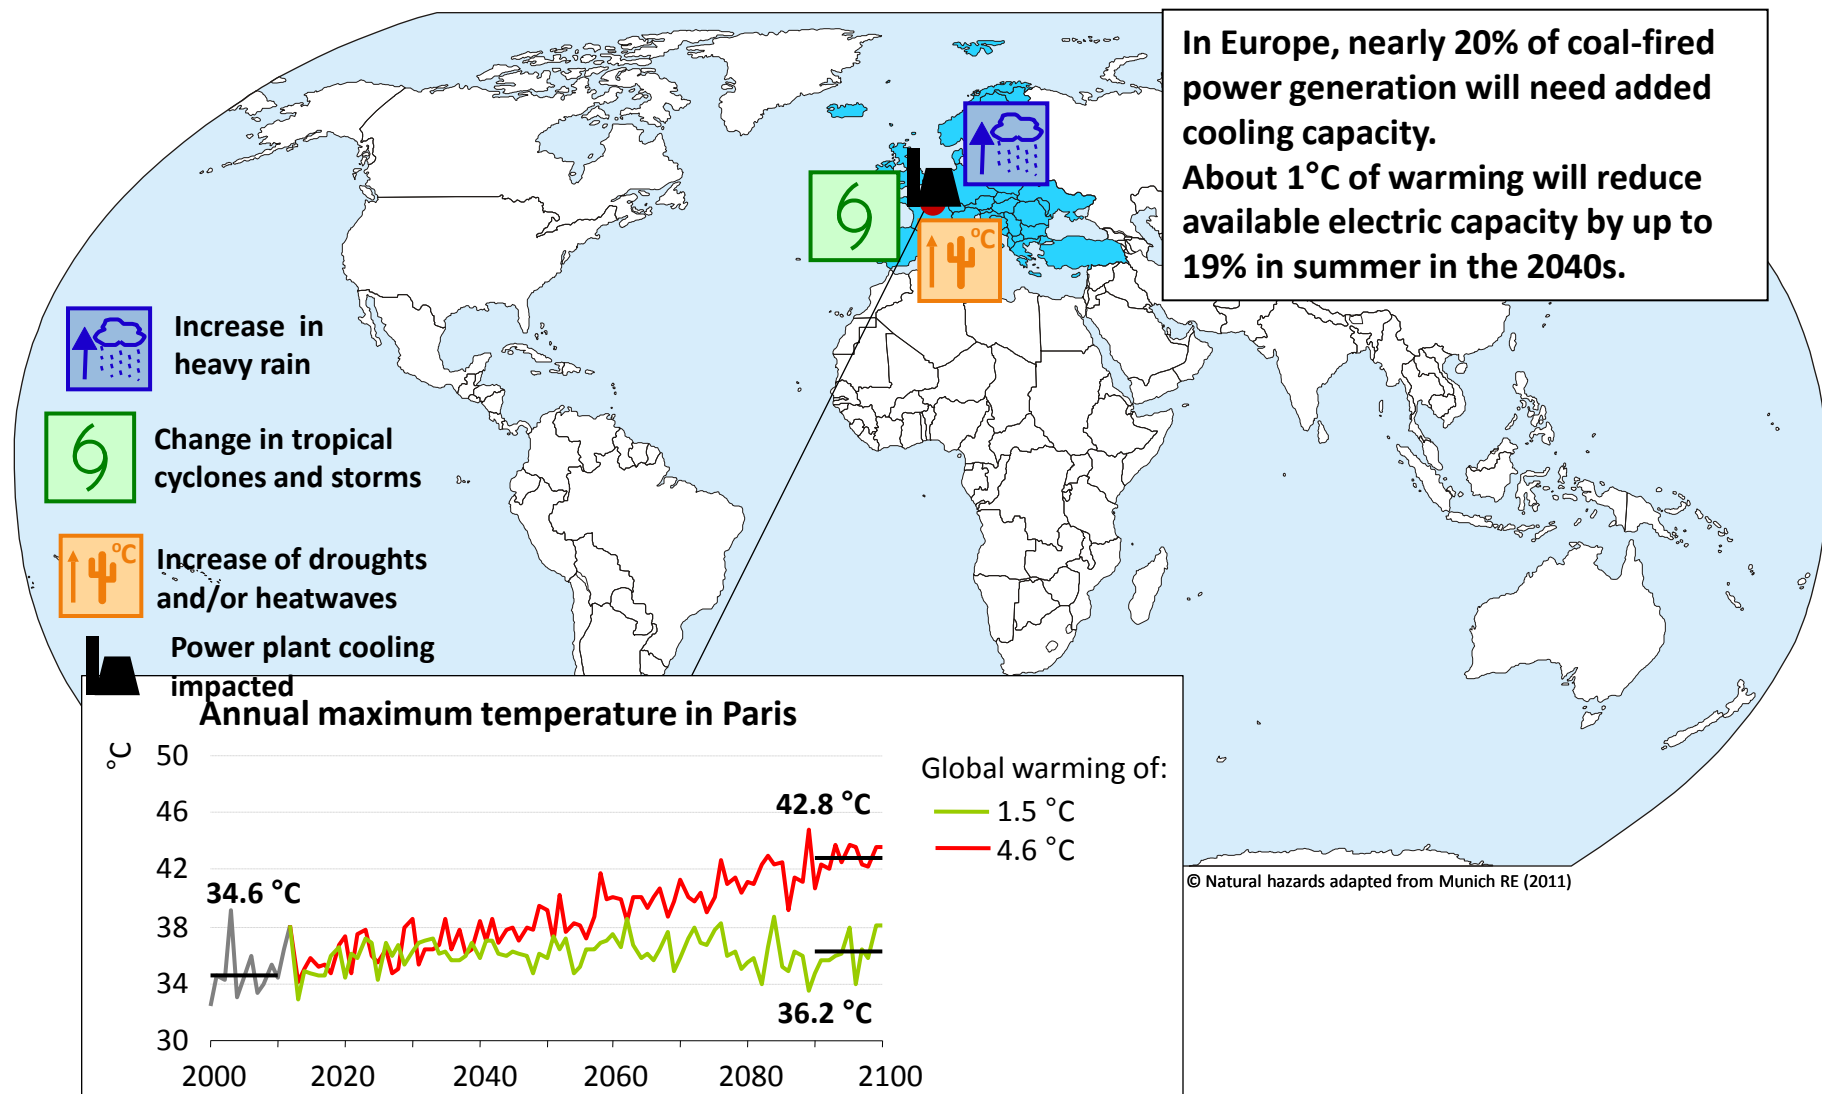 In Europe, nearly 20% of coal-fired
power generation will need added
cooling capacity.
About 1°C of warming will reduce
available electric capacity by up to
19% in summer in the 2040s.
°C
Increase in
heavy rain
Change in tropical
cyclones and storms
°C
Increase of droughts
and/or heatwaves
Power plant cooling
impacted
Annual maximum temperature in Paris
°C
50
46
42
38
34
30
34.6 °C
42.8 °C
36.2 °C
2000
2020
2040
2060
2080
2100
Global warming of:
1.5 °C
4.6 °C
© Natural hazards adapted from Munich RE (2011)